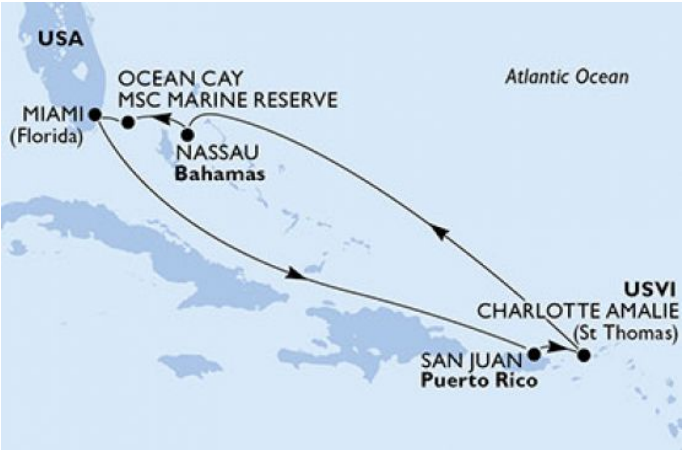 USA
OCEAN CAY
MSC MARINE RESERVE
Atlantic Ocean
MIAMI
(Florida)
NASSAU
Bahamas
USVI
CHARLOTTE AMALIE
(St Thomas)
SAN JUAN
Puerto Rico